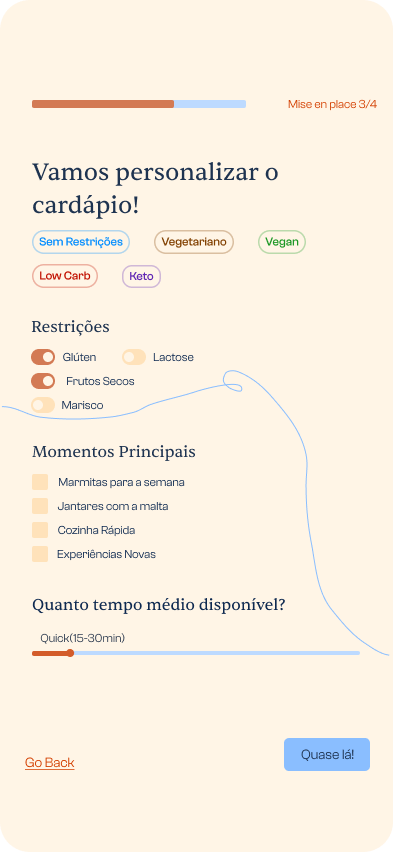 Mise en place 3/4
Vamos personalizar o
cardápio!
Sem Restrições Vegetariano Vegan
Low Carb Keto
Restrições
Glúten Lactose
Frutos Secos
Marisco
Momentos Principais
Marmitas para a semana
Jantares com a malta
Cozinha Rápida
Experiências Novas
Quanto tempo médio disponível?
Quick(15-30min)
Quase lá!
Go Back